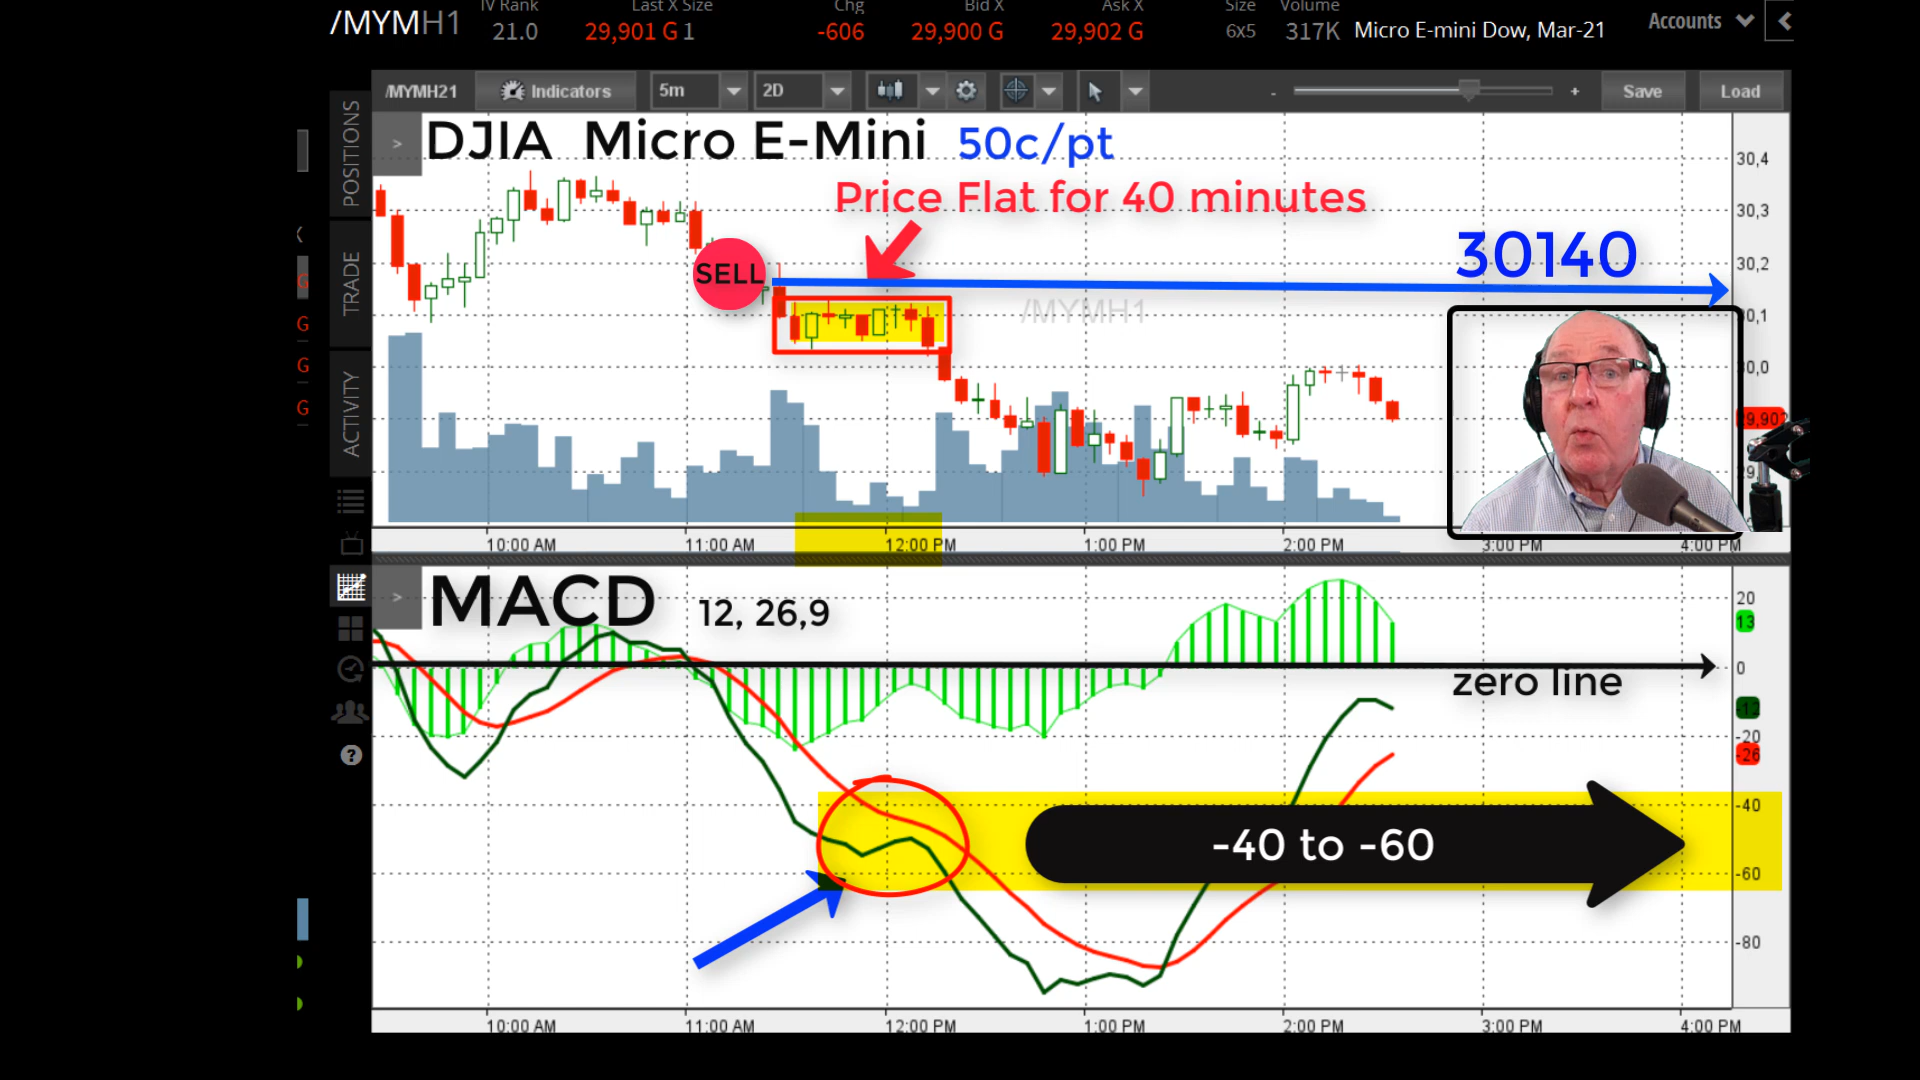 /MYMH1 IV Rank Last X Size Chg Bid X Ask X Size Volume
21.0 29,901 G 1 -606 29,900 G 29,902 G 6x5 317K Micro E-mini Dow, Mar-21 Accounts
/MYMH21 Indicators 5m 2D - + Save Load
DJIA Micro E-Mini 50c/pt
Price Flat for 40 minutes
30140
SELL
/MYMH1
30,4
30,3
30,2
30,1
30,0
POSITIONS
TRADE
ACTIVITY
G
G
G
G
10:00 AM 11:00 AM 12:00 PM 1:00 PM 2:00 PM 3:00 PM 4:00 PM
MACD 12, 26,9
20
13
0
zero line
-20
-26
-40
-40 to -60
-60
-80
?
10:00 AM 11:00 AM 12:00 PM 1:00 PM 2:00 PM 3:00 PM 4:00 PM